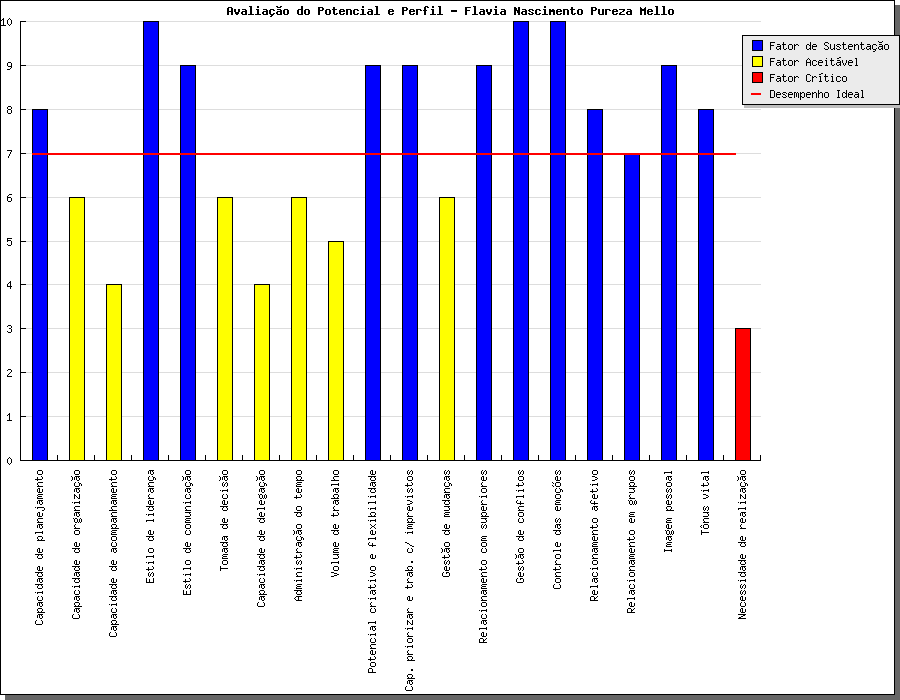 Avaliação do Potencial e Perfil - Flavia Nascimento Pureza Mello
Fator de Sustentação
Fator Aceitável
Fator Crítico
Desempenho Ideal
10
9
8
7
6
5
4
3
2
1
0
Capacidade de planejamento
Capacidade de organização
Capacidade de acompanhamento
Estilo de liderança
Estilo de comunicação
Tomada de decisão
Capacidade de delegação
Administração do tempo
Volume de trabalho
Potencial criativo e flexibilidade
Cap. priorizar e trab. c/ imprevistos
Gestão de mudanças
Relacionamento com superiores
Gestão de conflitos
Controle das emoções
Relacionamento afetivo
Relacionamento em grupos
Imagem pessoal
Tônus vital
Necessidade de realização